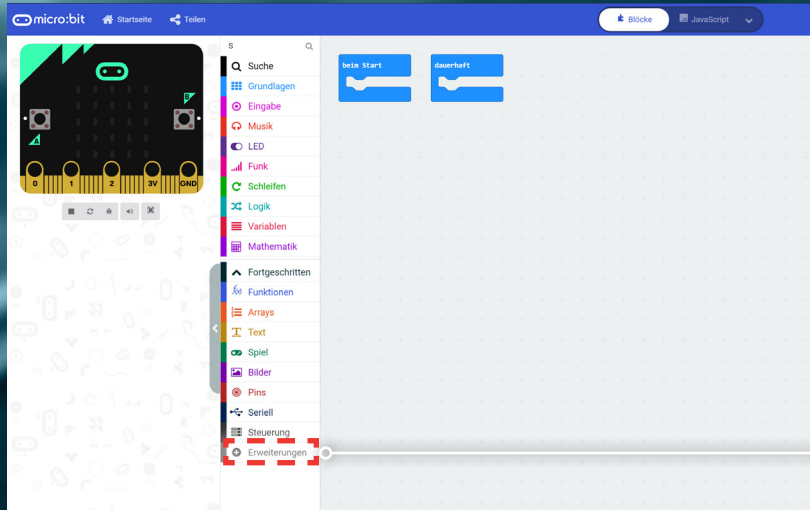 micro:bit Startseite Teilen Blöcke JavaScript
B
A
0 1 2 3V GND
S
Suche
Grundlagen
Eingabe
Musik
LED
Funk
Schleifen
Logik
Variablen
Mathematik
Fortgeschritten
f(x) Funktionen
Arrays
T Text
Spiel
Bilder
Pins
Seriell
Steuerung
Erweiterungen
beim Start
dauerhaft